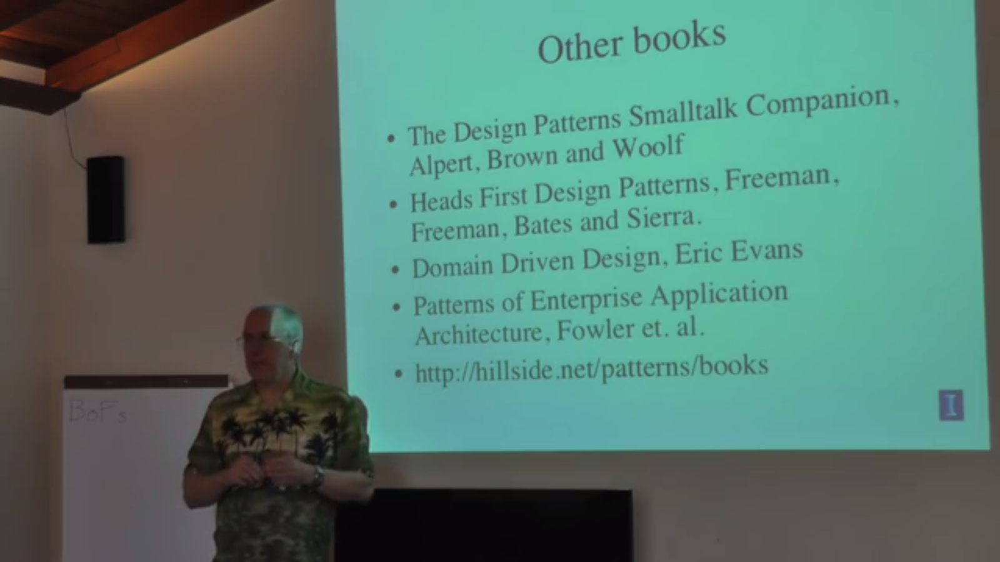 Other books
• The Design Patterns Smalltalk Companion,
Alpert, Brown and Woolf
• Heads First Design Patterns, Freeman,
Freeman, Bates and Sierra.
• Domain Driven Design, Eric Evans
• Patterns of Enterprise Application
Architecture, Fowler et. al.
• http://hillside.net/patterns/books
I
BoFs